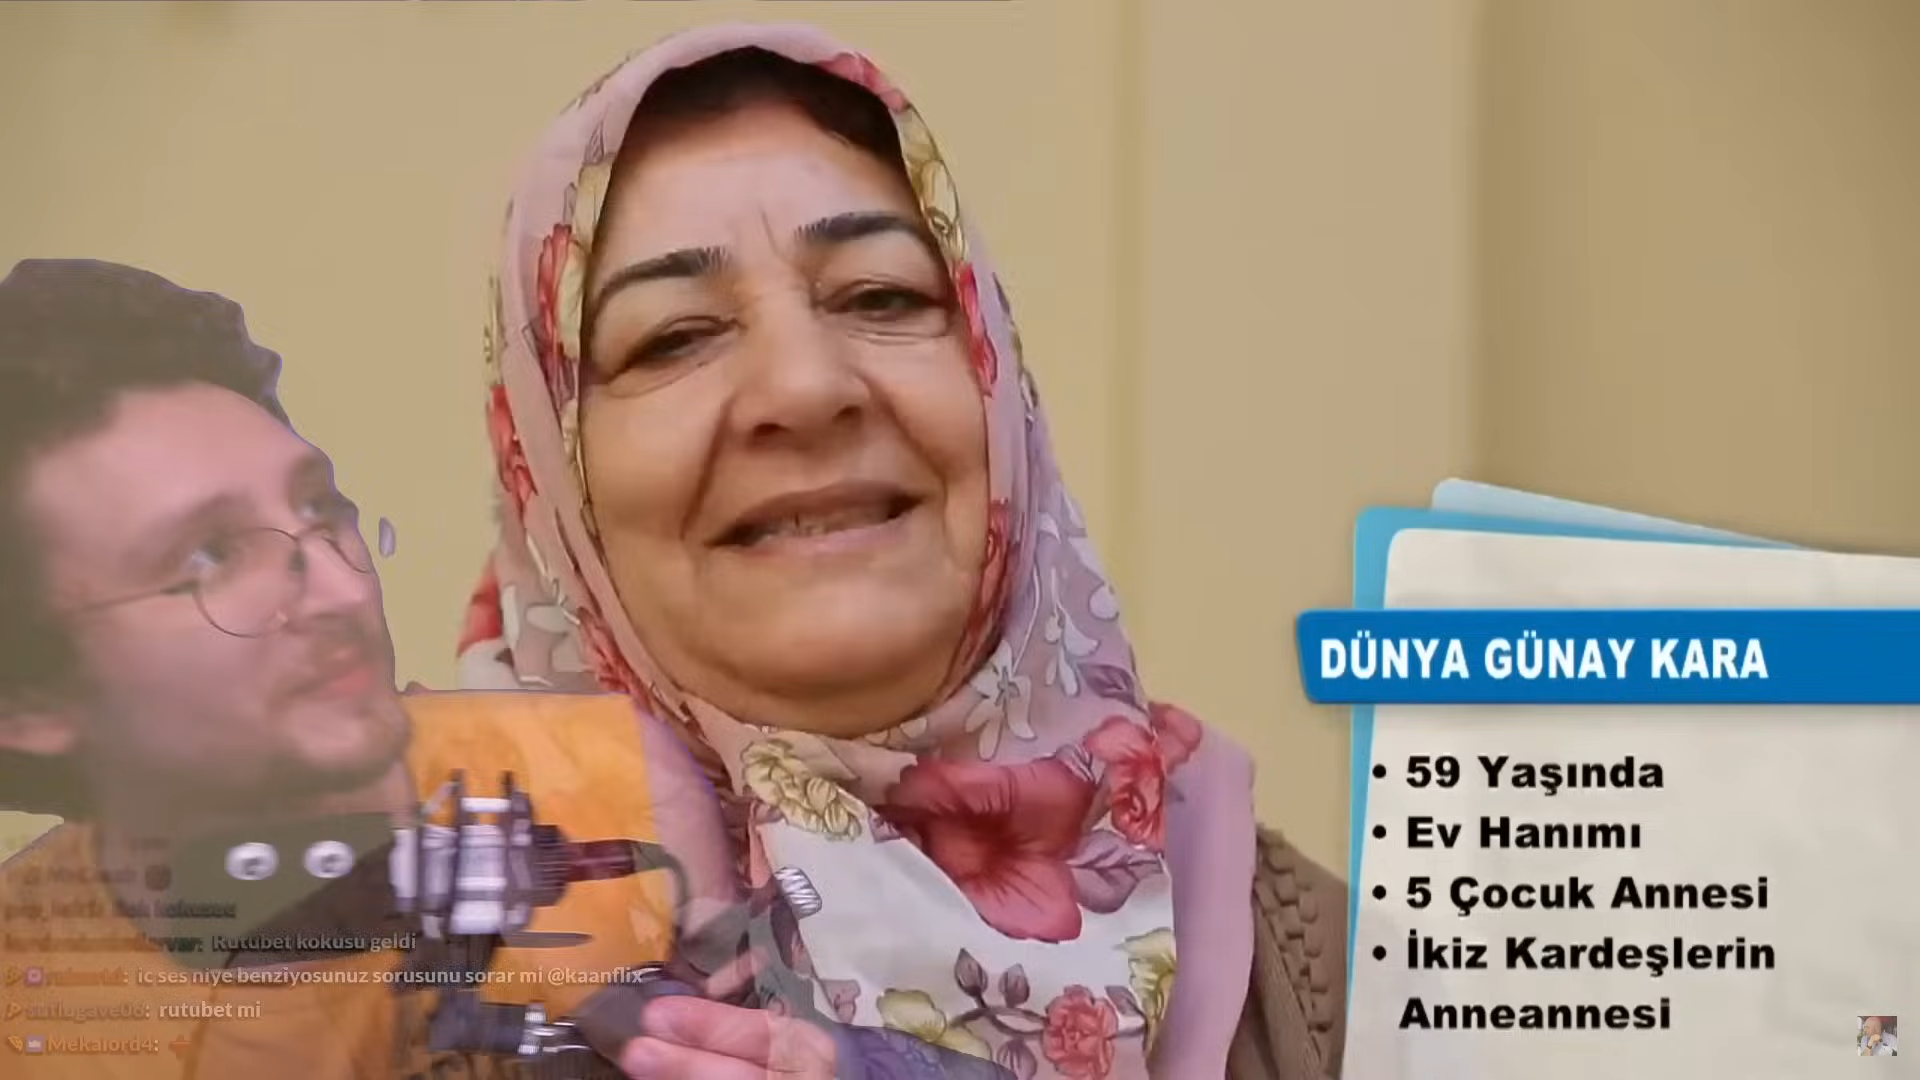 DÜNYA GÜNAY KARA
• 59 Yaşında
• Ev Hanımı
• 5 Çocuk Annesi
• İkiz Kardeşlerin
Anneannesi
Rutubet kokusu geldi
: ic ses niye benziyosunuz sorusunu sorar mi @kaanflix
: rutubet mi
Mekalord4: